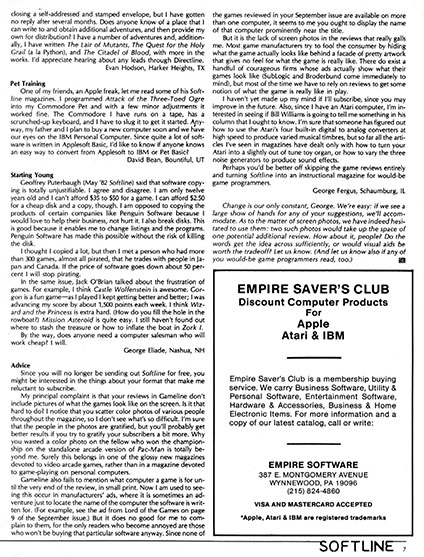 closing a self-addressed and stamped envelope, but I have gotten
no reply after several months. Does anyone know of a place that I
can write to and obtain additional adventures, and then provide my
own for distribution? I have a number of adventures and, addition-
ally, I have written The Lair of Mutants, The Quest for the Holy
Grail (a la Python), and The Citadel of Blood, with more in the
works. I'd appreciate hearing about any leads through Directline.
Evan Hodson, Harker Heights, TX
Pet Training
One of my friends, an Apple freak, let me read some of his Soft-
line magazines. I programmed Attack of the Three-Toed Ogre
into my Commodore Pet and with a few minor adjustments it
worked fine. The Commodore I have runs on a tape, has a
scrunched-up keyboard, and I have to slug it to get it started. Any-
way, my father and I plan to buy a new computer soon and we have
our eyes on the IBM Personal Computer. Since quite a lot of soft-
ware is written in Applesoft Basic, I'd like to know if anyone knows
an easy way to convert from Applesoft to IBM or Pet Basic?
David Bean, Bountiful, UT
Starting Young
Geoffrey Puterbaugh (May '82 Softline) said that software copy-
ing is totally unjustifiable. I agree and disagree. I am only twelve
years old and I can't afford $35 to $50 for a game. I can afford $2.50
for a cheap disk and a copy, though. I am opposed to copying the
products of certain companies like Penguin Software because I
would love to help their business, not hurt it. I also break disks. This
is good because it enables me to change listings and the programs.
Penguin Software has made this possible without the risk of killing
the disk.
I thought I copied a lot, but then I met a person who had more
than 300 games, almost all pirated, that he trades with people in Ja-
pan and Canada. If the price of software goes down about 50 per-
cent I will stop pirating.
In the same issue, Jack O'Brian talked about the frustration of
games. For example, I think Castle Wolfenstein is awesome. Gor-
gon is a fun game—as I played I kept getting better and better; I was
advancing my score by about 1,500 points each week. I think Wiz-
ard and the Princess is extra hard. (How do you fill the hole in the
rowboat!) Mission Asteroid is quite easy. I still haven't found out
where to stash the treasure or how to inflate the boat in Zork I.
By the way, does anyone need a computer salesman who will
work cheap? I will.
George Eliade, Nashua, NH
Advice
Since you will no longer be sending out Softline for free, you
might be interested in the things about your format that make me
reluctant to subscribe.
My principal complaint is that your reviews in Gameline don't
include pictures of what the games look like on the screen. Is it that
hard to do? I notice that you scatter color photos of various people
throughout the magazine, so I don't see what's so difficult. I'm sure
that the people in the photos are gratified, but you'll probably get
better results if you try to gratify your subscribers a bit more. Why
you wasted a color photo on the fellow who won the champion-
ship on the standalone arcade version of Pac-Man is totally be-
yond me. Surely this belongs in one of the glossy new magazines
devoted to video arcade games, rather than in a magazine devoted
to game-playing on personal computers.
Gameline also fails to mention what computer a game is for un-
til the very end of the review, in small print. Now I am used to see-
ing this occur in manufacturers' ads, where it is sometimes an ad-
venture just to locate the name of the computer the software is writ-
ten for. (For example, see the ad from Lord of the Games on page
9 of the September issue.) But it does no good for me to com-
plain to them, for the only readers who become annoyed are those
who won't be buying that particular software anyway. Since none of
the games reviewed in your September issue are available on more
than one computer, it seems to me you ought to display the name
of that computer prominently near the title.
But it is the lack of screen photos in the reviews that really galls
me. Most game manufacturers try to fool the consumer by hiding
what the game actually looks like behind a facade of pretty artwork
that gives no feel for what the game is really like. There do exist a
handful of courageous firms whose ads actually show what their
games look like (SubLogic and Broderbund come immediately to
mind), but most of the time we have to rely on reviews to get some
notion of what the game is really like in play.
I haven't yet made up my mind if I'll subscribe, since you may
improve in the future. Also, since I have an Atari computer, I'm in-
terested in seeing if Bill Williams is going to tell me something in his
column that I ought to know. I'm sure that someone has figured out
how to use the Atari's four built-in digital to analog converters at
high speed to produce varied musical timbres, but so far all the arti-
cles I've seen in magazines have dealt only with how to turn your
Atari into a slightly out of tune toy organ, or how to vary the three
noise generators to produce sound effects.
Perhaps you'd be better off skipping the game reviews entirely
and turning Softline into an instructional magazine for would-be
game programmers.
George Fergus, Schaumburg, IL
Change is our only constant, George. We're easy: if we see a
large show of hands for any of your suggestions, we'll accom-
modate. As to the matter of screen photos, we have indeed hesi-
tated to use them: two such photos would take up the space of
one potential additional review. How about it, people? Do the
words get the idea across sufficiently, or would visual aids be
worth the tradeoff? Let us know. (And let us know also if any of
you would-be game programmers read, too.)
EMPIRE SAVER'S CLUB
Discount Computer Products
For
Apple
Atari & IBM
Empire Saver's Club is a membership buying
service. We carry Business Software, Utility &
Personal Software, Entertainment Software,
Hardware & Accessories, Business & Home
Electronic Items. For more information and a
copy of our latest catalog, call or write:
EMPIRE SOFTWARE
387 E. MONTGOMERY AVENUE
WYNNEWOOD, PA 19096
(215) 824-4860
VISA AND MASTERCARD ACCEPTED
*Apple, Atari & IBM are registered trademarks
SOFTLINE 7